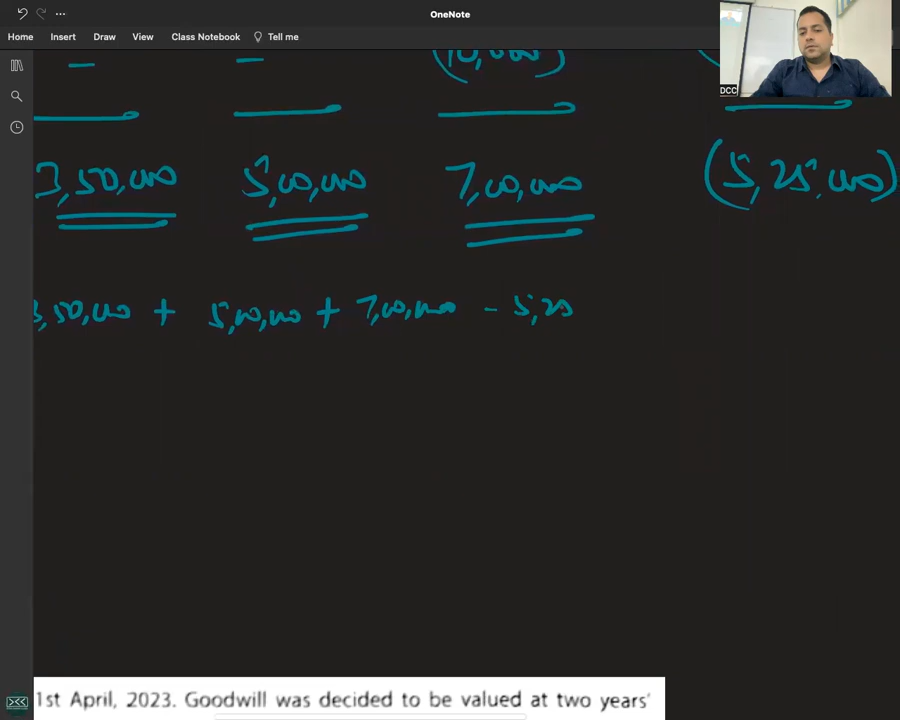 OneNote
Home Insert Draw View Class Notebook Tell me
DCC
(10,000)
3,50,000 5,00,000 7,00,000 (5,25,000)
3,50,000 + 5,00,000 + 7,00,000 - 5,25
1st April, 2023. Goodwill was decided to be valued at two years'